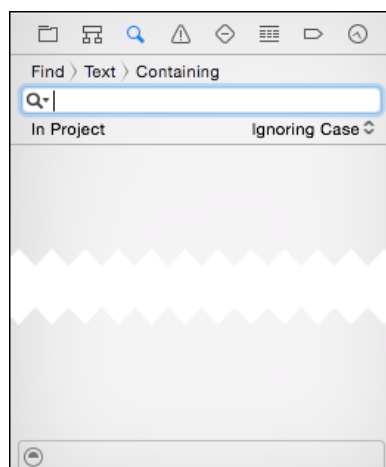 Find 〉 Text 〉 Containing
In Project Ignoring Case